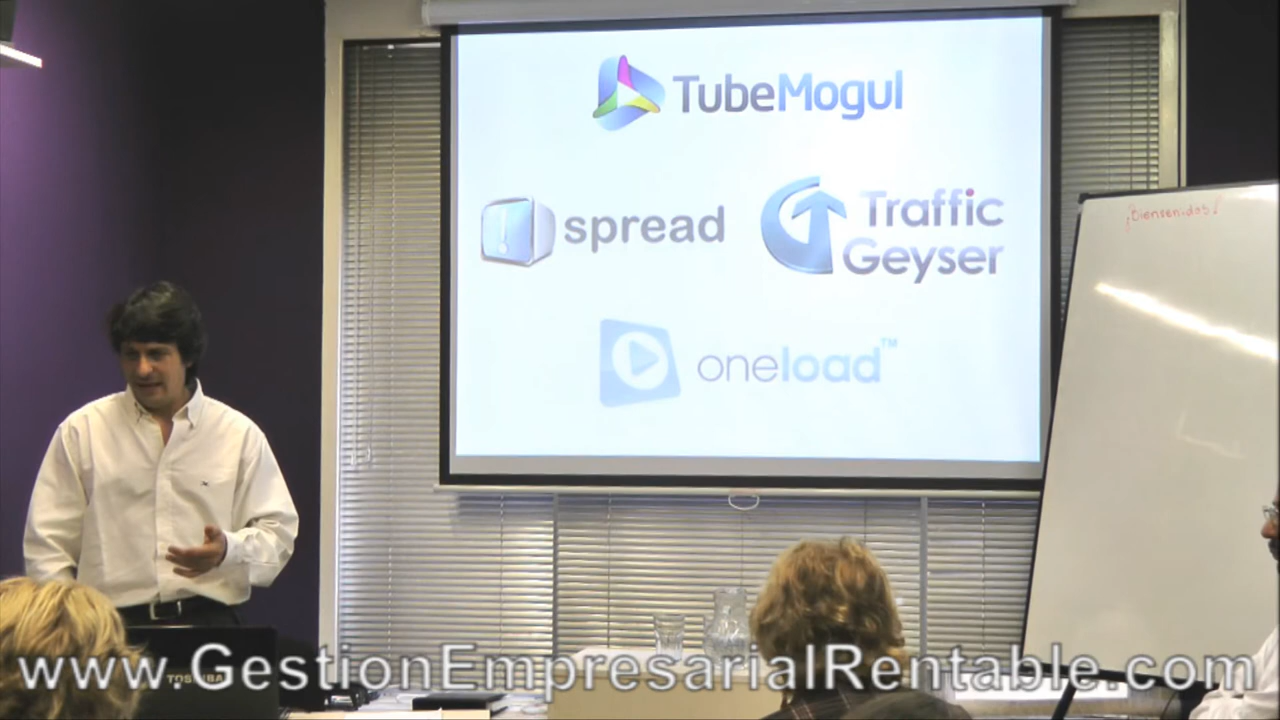 TubeMogul
spread
Traffic
Geyser
oneload™
¡Bienvenidos!
TOSHIBA
www.GestionEmpresarialRentable.com